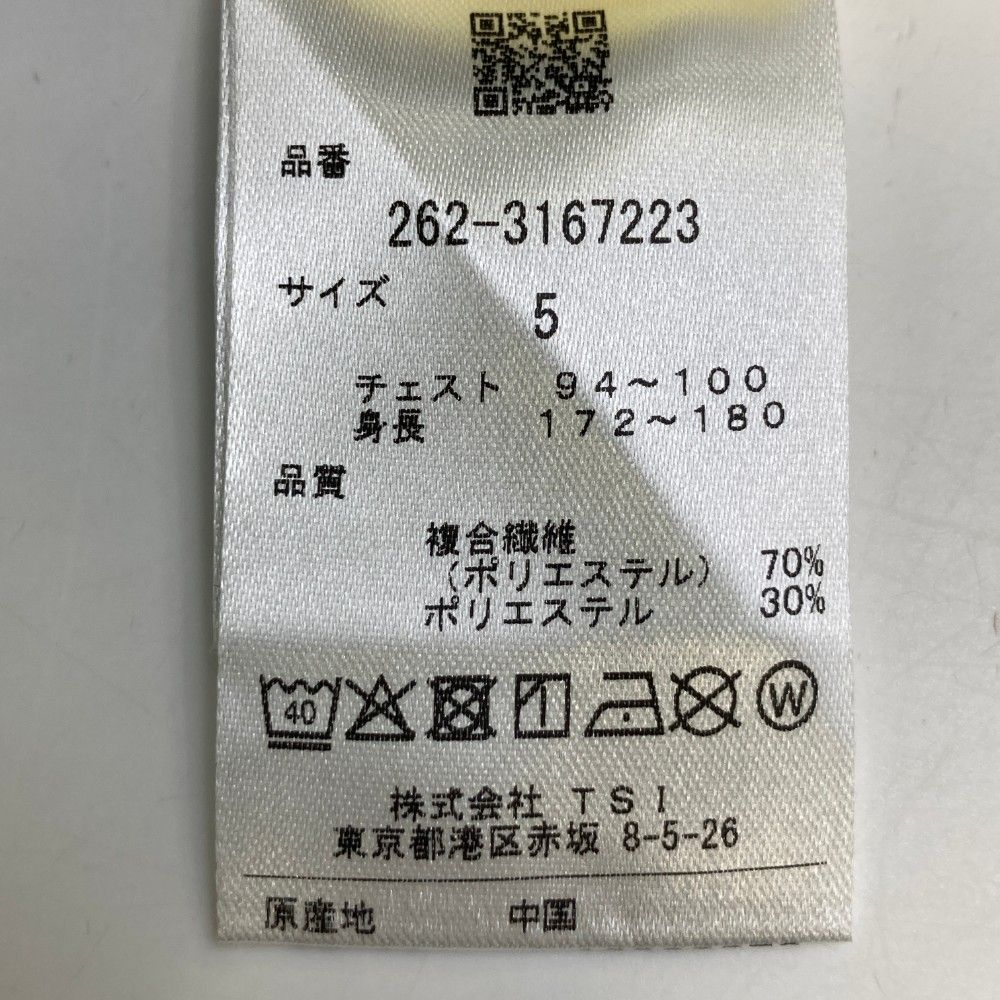 品番
262-3167223
サイズ
5
チェスト 94～100
身長 172～180
品質
複合繊維
(ポリエステル) 70%
ポリエステル 30%
40
W
株式会社 TSI
東京都港区赤坂 8-5-26
原産地 中国